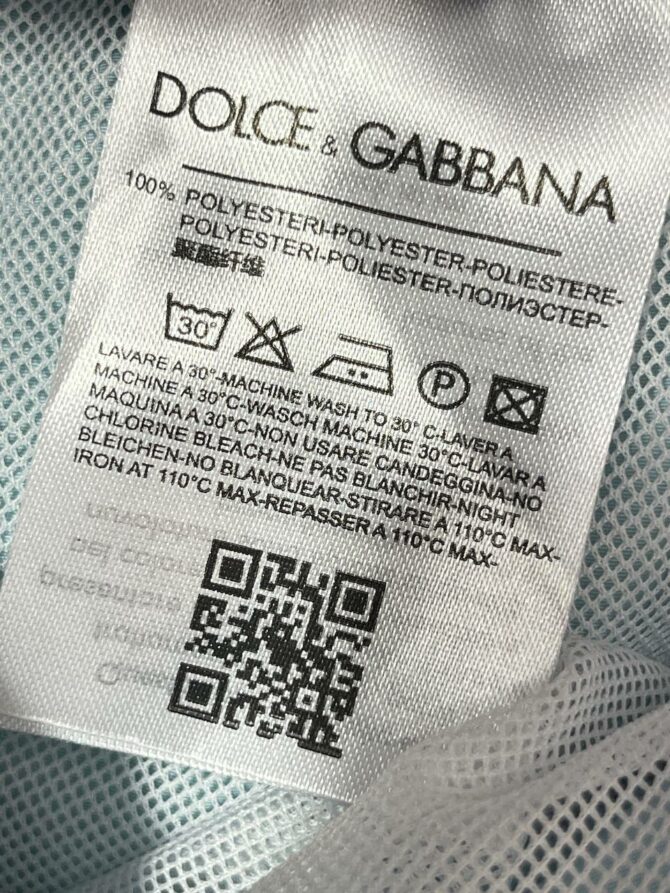 DOLCE & GABBANA
100% POLYESTERI-POLYESTER-POLIESTERE-
POLYESTERI-POLIESTER-ПОЛИЭСТЕР-
聚酯纤维
30°
P
LAVARE A 30°-MACHINE WASH TO 30° C-LAVER A
MACHINE A 30°C-WASCH MACHINE 30°C-LAVAR A
MAQUINA A 30°C-NON USARE CANDEGGINA-NO
CHLORINE BLEACH-NE PAS BLANCHIR-NIGHT
BLEICHEN-NO BLANQUEAR-STIRARE A 110°C MAX-
IRON AT 110°C MAX-REPASSER A 110°C MAX-